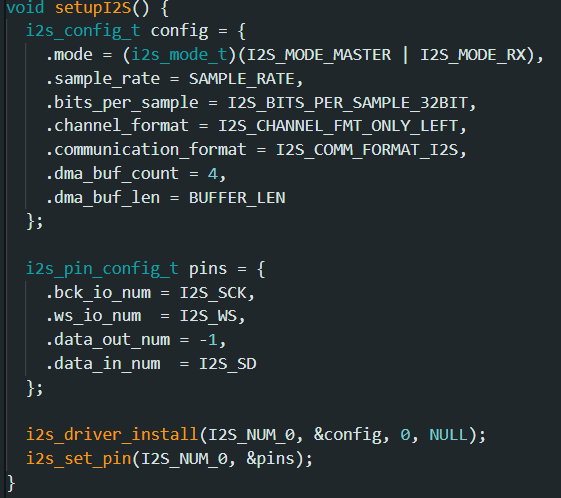 void setupI2S() {
  i2s_config_t config = {
    .mode = (i2s_mode_t)(I2S_MODE_MASTER | I2S_MODE_RX),
    .sample_rate = SAMPLE_RATE,
    .bits_per_sample = I2S_BITS_PER_SAMPLE_32BIT,
    .channel_format = I2S_CHANNEL_FMT_ONLY_LEFT,
    .communication_format = I2S_COMM_FORMAT_I2S,
    .dma_buf_count = 4,
    .dma_buf_len = BUFFER_LEN
  };

  i2s_pin_config_t pins = {
    .bck_io_num = I2S_SCK,
    .ws_io_num  = I2S_WS,
    .data_out_num = -1,
    .data_in_num  = I2S_SD
  };

  i2s_driver_install(I2S_NUM_0, &config, 0, NULL);
  i2s_set_pin(I2S_NUM_0, &pins);
}